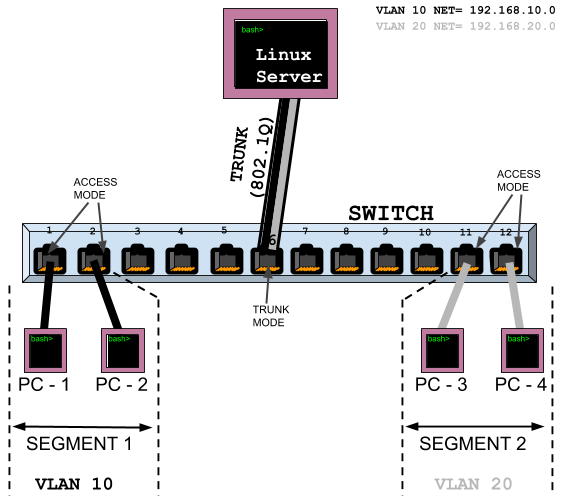 VLAN 10 NET= 192.168.10.0
VLAN 20 NET= 192.168.20.0
bash>
Linux
Server
TRUNK
(802.1Q)
ACCESS
MODE
ACCESS
MODE
SWITCH
1 2 3 4 5 6 7 8 9 10 11 12
TRUNK
MODE
bash>
bash>
bash>
bash>
PC - 1
PC - 2
PC - 3
PC - 4
SEGMENT 1
SEGMENT 2
VLAN 10
VLAN 20